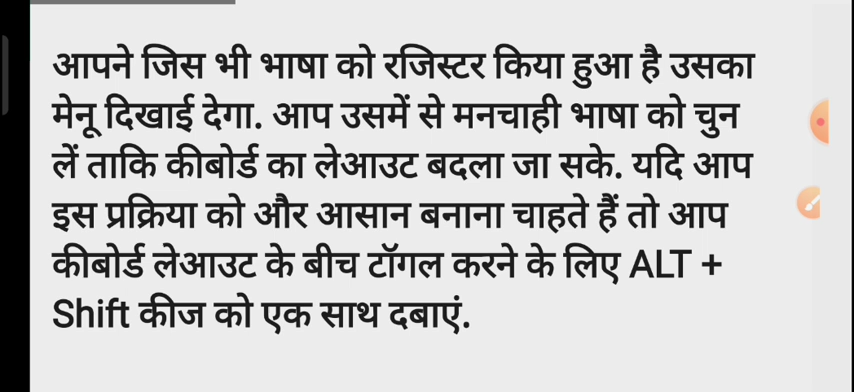 आपने जिस भी भाषा को रजिस्टर किया हुआ है उसका
मेनू दिखाई देगा. आप उसमें से मनचाही भाषा को चुन
लें ताकि कीबोर्ड का लेआउट बदला जा सके. यदि आप
इस प्रक्रिया को और आसान बनाना चाहते हैं तो आप
कीबोर्ड लेआउट के बीच टॉगल करने के लिए ALT +
Shift कीज को एक साथ दबाएं.